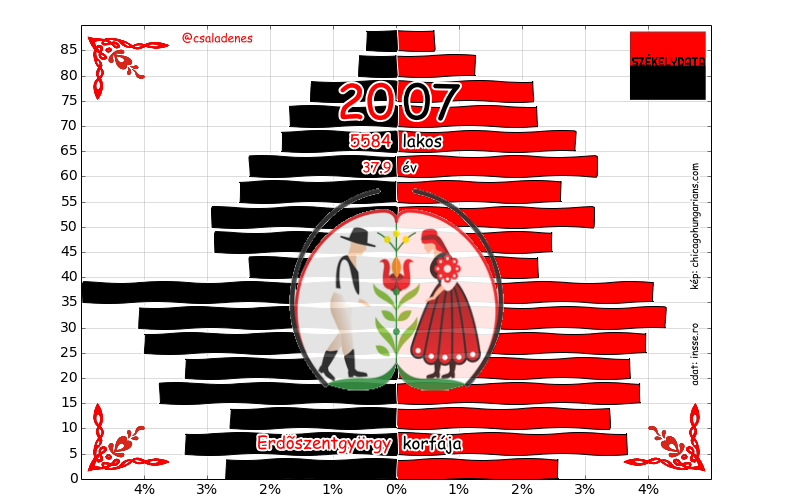 @csaladenes
SZÉKELYDATA
2007
5584 lakos
37.9 év
kép: chicagohungarians.com
adat: insse.ro
Erdőszentgyörgy korfája
85
80
75
70
65
60
55
50
45
40
35
30
25
20
15
10
5
0
4% 3% 2% 1% 0% 1% 2% 3% 4%